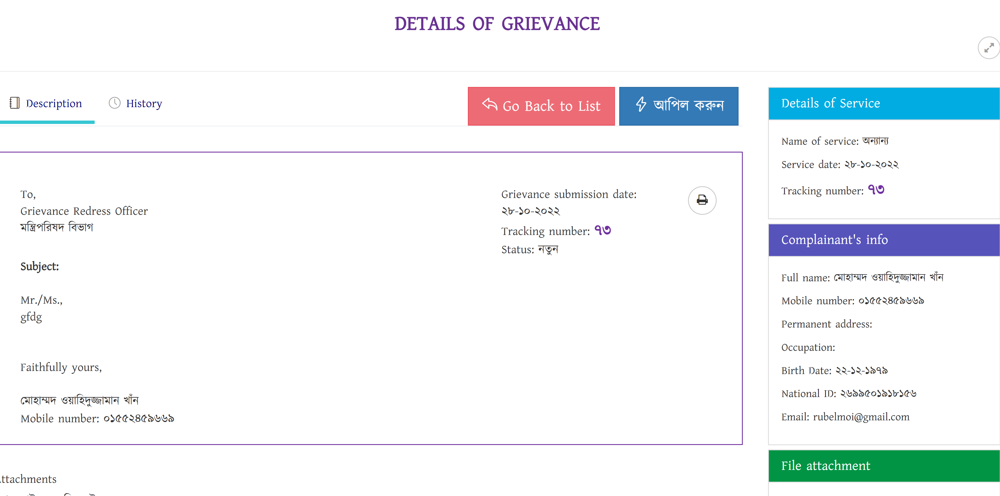 DETAILS OF GRIEVANCE
Description
History
Go Back to List
আপিল করুন
To,
Grievance Redress Officer
মন্ত্রিপরিষদ বিভাগ
Grievance submission date:
২৮-১০-২০২২
Tracking number: ৭৩
Status: নতুন
Subject:
Mr./Ms.,
gfdg
Faithfully yours,
মোহাম্মদ ওয়াহিদুজ্জামান খাঁন
Mobile number: ০১৫৫২৪৫৯৬৬৯
ttachments
Details of Service
Name of service: অন্যান্য
Service date: ২৮-১০-২০২২
Tracking number: ৭৩
Complainant's info
Full name: মোহাম্মদ ওয়াহিদুজ্জামান খাঁন
Mobile number: ০১৫৫২৪৫৯৬৬৯
Permanent address:
Occupation:
Birth Date: ২২-১২-১৯৭৯
National ID: ২৬৯৯৫০১৯১৮১৫৬
Email: rubelmoi@gmail.com
File attachment